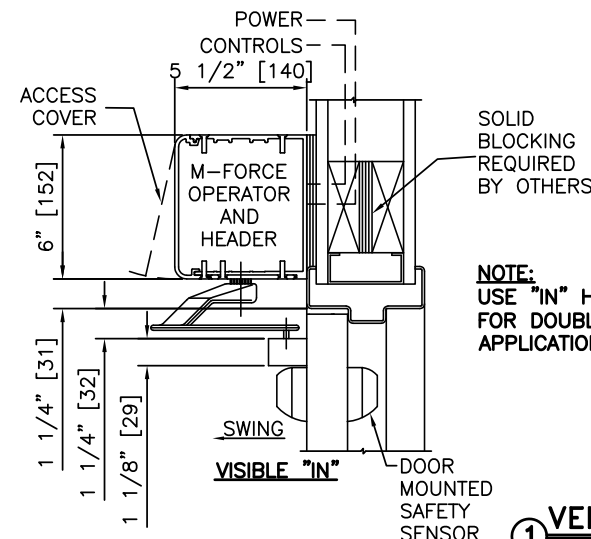 POWER
CONTROLS
5 1/2" [140]
ACCESS
COVER
M-FORCE
OPERATOR
AND
HEADER
6" [152]
SOLID
BLOCKING
REQUIRED
BY OTHERS
NOTE:
USE "IN" H
FOR DOUBL
APPLICATION
1 1/4" [31]
1 1/4" [32]
1 1/8" [29]
SWING
VISIBLE "IN"
DOOR
MOUNTED
SAFETY
SENSOR
1